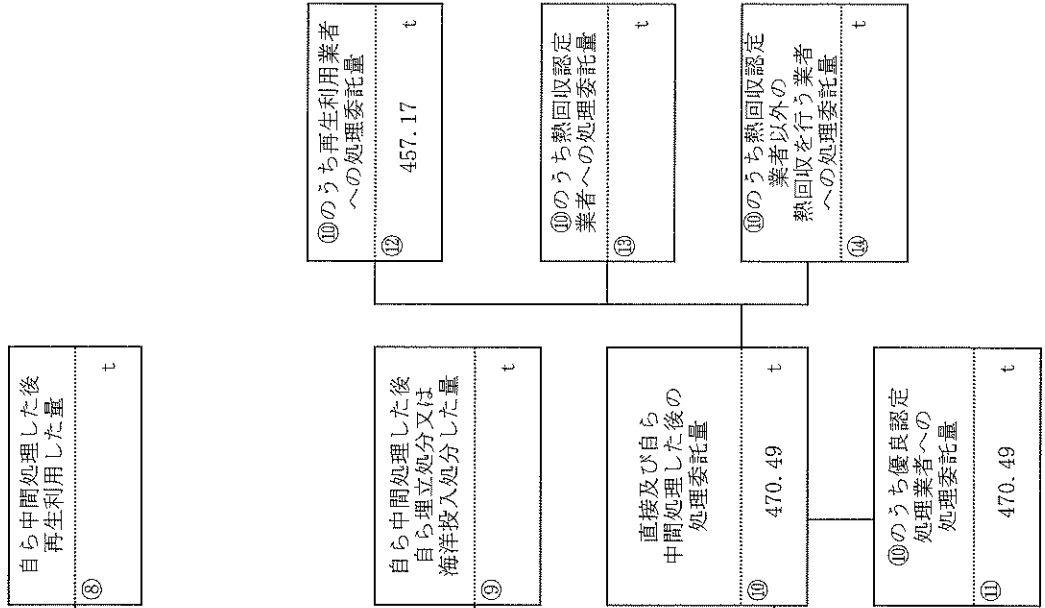 自ら中間処理した後
再生利用した量
⑧ t
自ら中間処理した後
自ら埋立処分又は
海洋投入処分した量
⑨ t
直接及び自ら
中間処理した後の
処理委託量
⑩ 470.49 t
⑩のうち優良認定
処理業者への
処理委託量
⑪ 470.49 t
⑩のうち再生利用業者
への処理委託量
⑫ 457.17 t
⑩のうち熱回収認定
業者への処理委託量
⑬ t
⑩のうち熱回収認定
業者以外の
熱回収を行う業者
への処理委託量
⑭ t